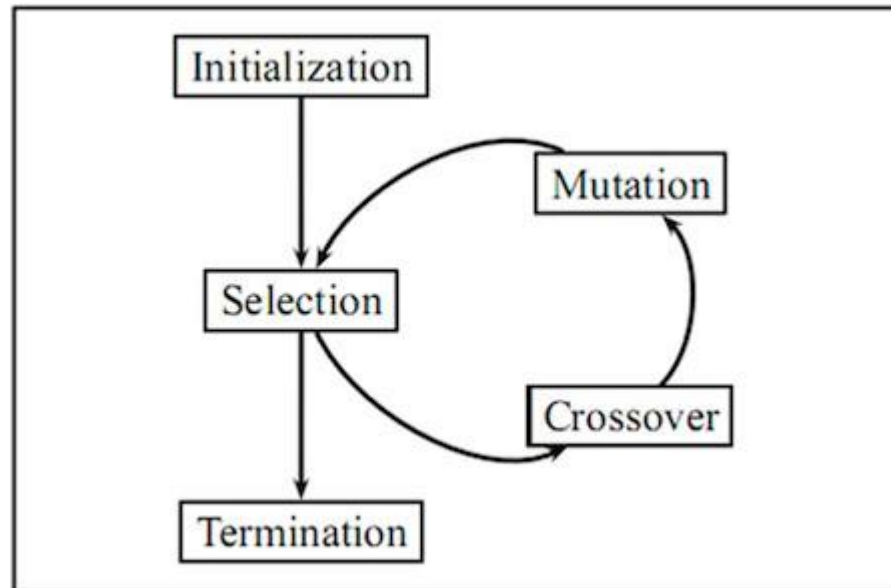 Initialization
Mutation
Selection
Crossover
Termination